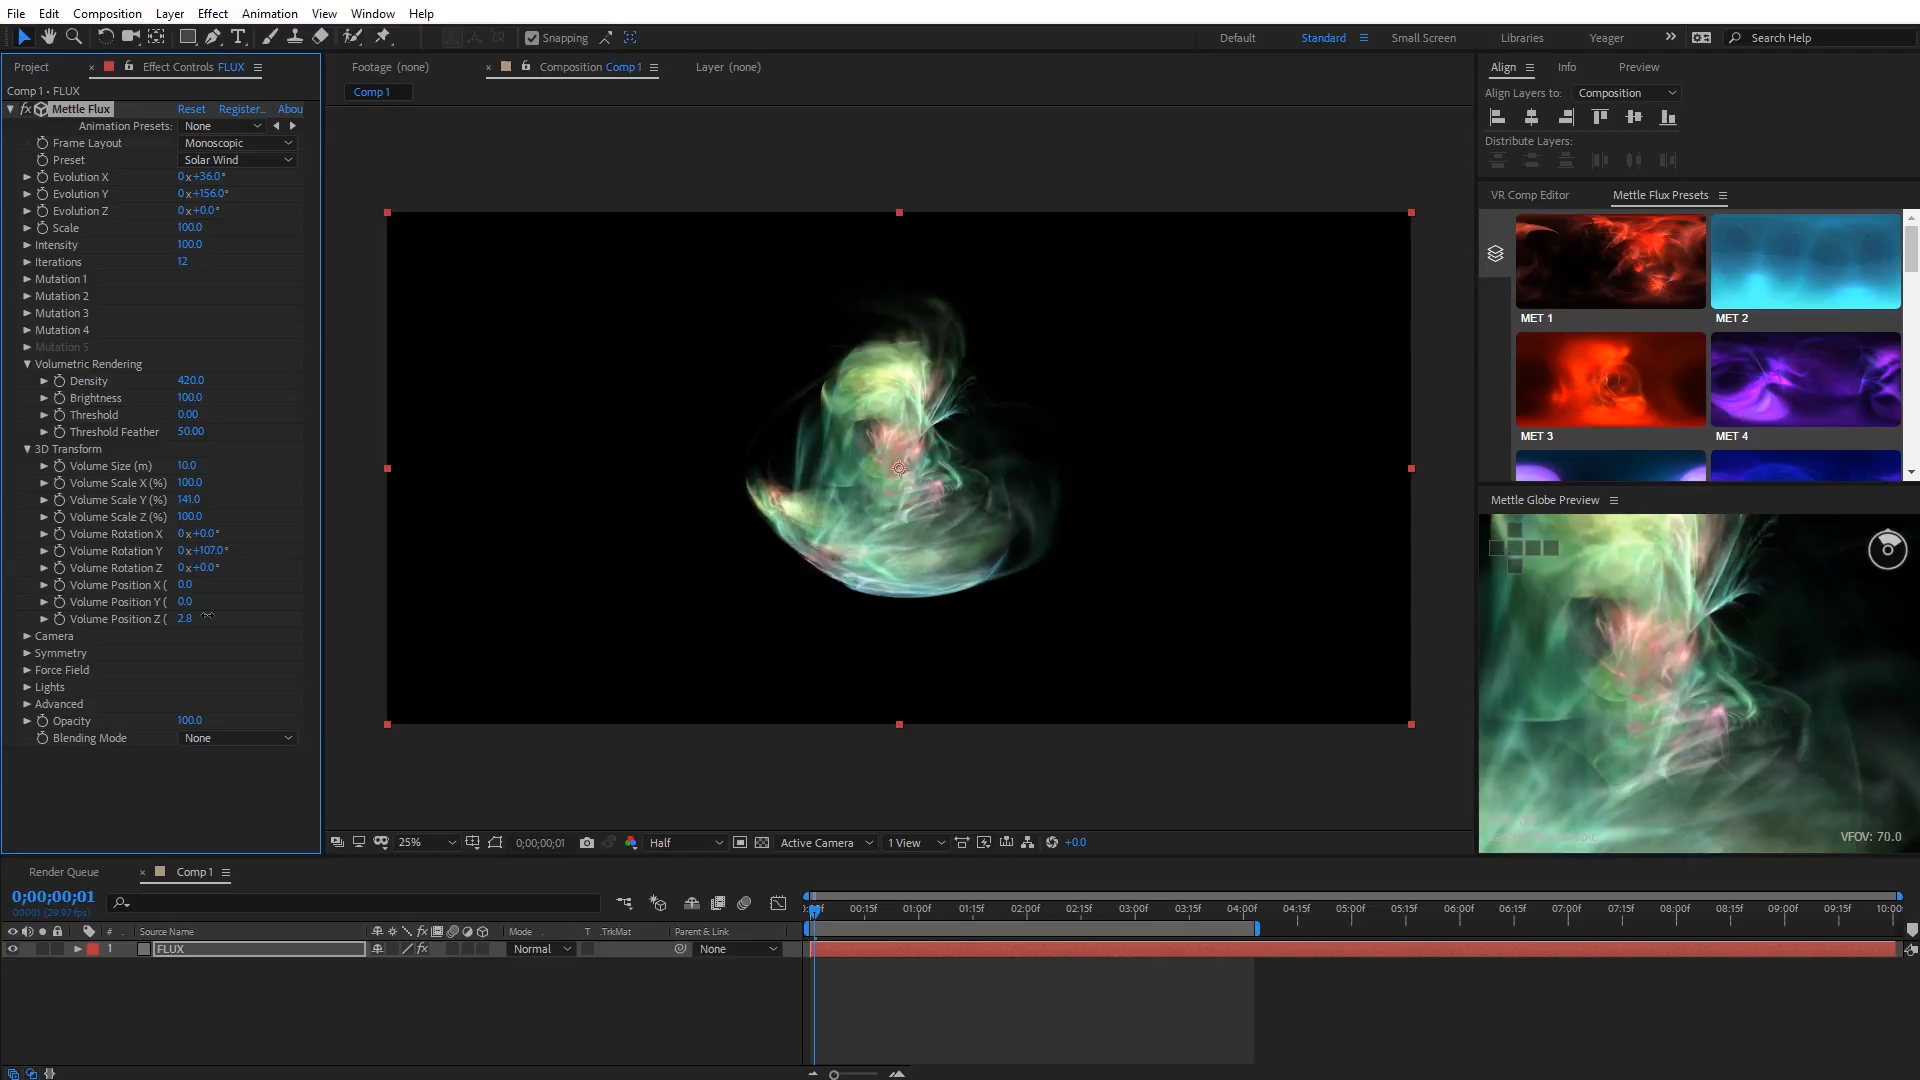 File Edit Composition Layer Effect Animation View Window Help
Snapping Default Standard Small Screen Libraries Yeager Search Help
Project Effect Controls FLUX
Footage (none) Composition Comp 1 Layer (none)
Align Info Preview
Comp 1 • FLUX
Comp 1
Align Layers to: Composition
Mettle Flux Reset Register... Abou
Animation Presets: None
Frame Layout Monoscopic
Preset Solar Wind
Evolution X 0x+36.0°
Evolution Y 0x+156.0°
Evolution Z 0x+0.0°
Scale 100.0
Intensity 100.0
Iterations 12
Mutation 1
Mutation 2
Mutation 3
Mutation 4
Mutation 5
Volumetric Rendering
Density 420.0
Brightness 100.0
Threshold 0.00
Threshold Feather 50.00
3D Transform
Volume Size (m) 10.0
Volume Scale X (%) 100.0
Volume Scale Y (%) 141.0
Volume Scale Z (%) 100.0
Volume Rotation X 0x+0.0°
Volume Rotation Y 0x+107.0°
Volume Rotation Z 0x+0.0°
Volume Position X ( 0.0
Volume Position Y ( 0.0
Volume Position Z ( 2.8
Camera
Symmetry
Force Field
Lights
Advanced
Opacity 100.0
Blending Mode None
Distribute Layers:
VR Comp Editor Mettle Flux Presets
MET 1 MET 2
MET 3 MET 4
Mettle Globe Preview
VFOV: 70.0
25% 0;00;00;01 Half Active Camera 1 View +0.0
Render Queue Comp 1
0;00;00;01
00001 (29.97 fps)
00:15f 01:00f 01:15f 02:00f 02:15f 03:00f 03:15f 04:00f 04:15f 05:00f 05:15f 06:00f 06:15f 07:00f 07:15f 08:00f 08:15f 09:00f 09:15f 10:00
# Source Name Mode T .TrkMat Parent & Link
1 FLUX Normal None